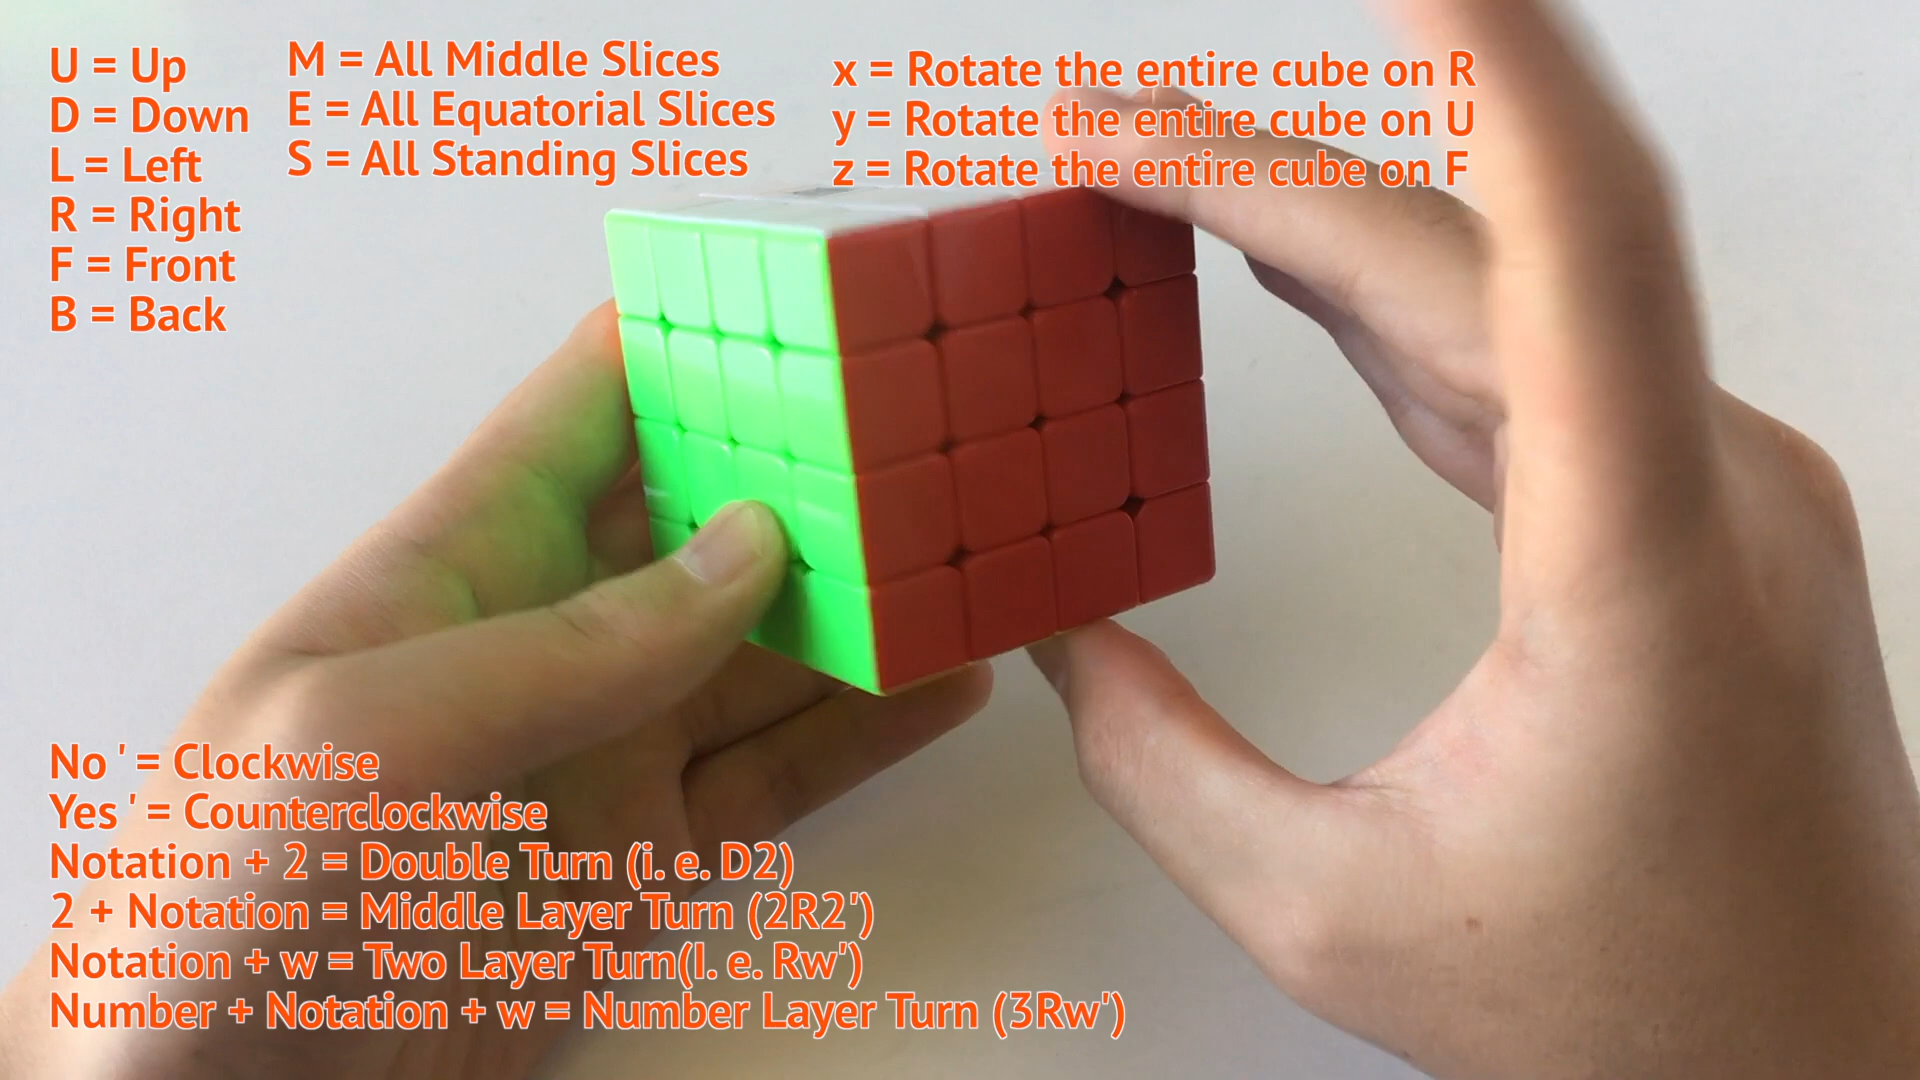 U = Up
D = Down
L = Left
R = Right
F = Front
B = Back
M = All Middle Slices
E = All Equatorial Slices
S = All Standing Slices
x = Rotate the entire cube on R
y = Rotate the entire cube on U
z = Rotate the entire cube on F
No ' = Clockwise
Yes ' = Counterclockwise
Notation + 2 = Double Turn (i. e. D2)
2 + Notation = Middle Layer Turn (2R2')
Notation + w = Two Layer Turn(I. e. Rw')
Number + Notation + w = Number Layer Turn (3Rw')